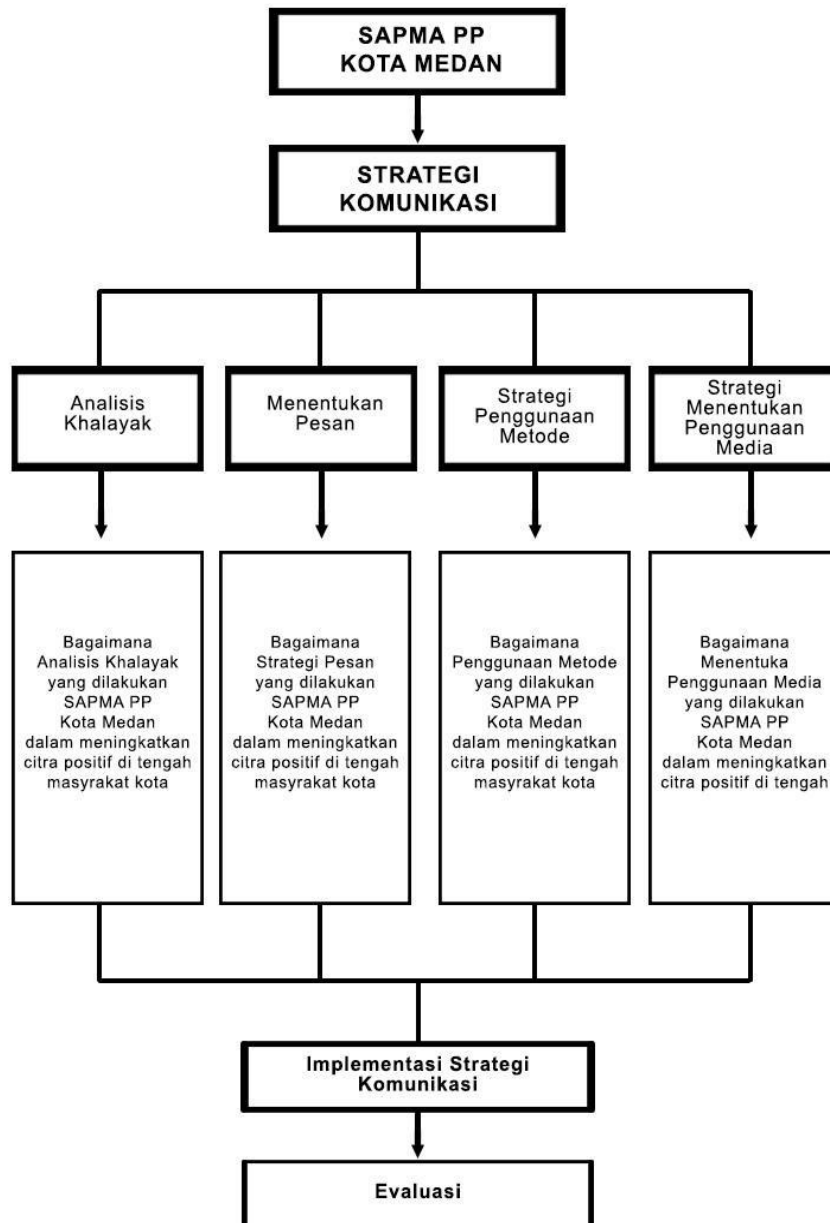 SAPMA PP
KOTA MEDAN
STRATEGI
KOMUNIKASI
Analisis
Khalayak
Menentukan
Pesan
Strategi
Penggunaan
Metode
Strategi
Menentukan
Penggunaan
Media
Bagaimana
Analisis Khalayak
yang dilakukan
SAPMA PP
Kota Medan
dalam meningkatkan
citra positif di tengah
masyrakat kota
Bagaimana
Strategi Pesan
yang dilakukan
SAPMA PP
Kota Medan
dalam meningkatkan
citra positif di tengah
masyrakat kota
Bagaimana
Penggunaan Metode
yang dilakukan
SAPMA PP
Kota Medan
dalam meningkatkan
citra positif di tengah
masyrakat kota
Bagaimana
Menentuka
Penggunaan Media
yang dilakukan
SAPMA PP
Kota Medan
dalam meningkatkan
citra positif di tengah
Implementasi Strategi
Komunikasi
Evaluasi